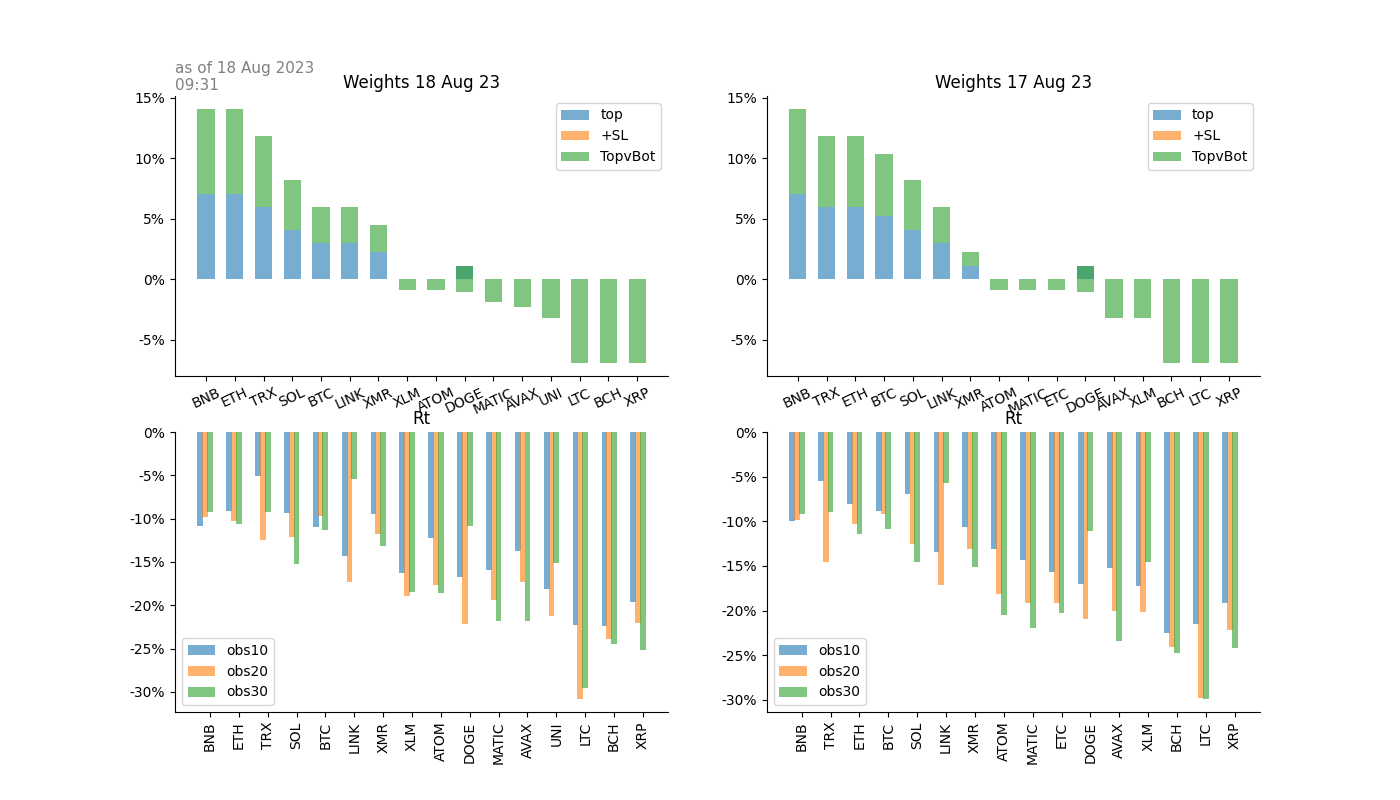 as of 18 Aug 2023
09:31
Weights 18 Aug 23
15%
10%
5%
0%
-5%
top
+SL
TopvBot
BNB ETH TRX SOL BTC LINK XMR XLM ATOM DOGE MATIC AVAX UNI LTC BCH XRP
Weights 17 Aug 23
15%
10%
5%
0%
-5%
top
+SL
TopvBot
BNB TRX ETH BTC SOL LINK XMR ATOM MATIC ETC DOGE AVAX XLM BCH LTC XRP
Rt
0%
-5%
-10%
-15%
-20%
-25%
-30%
obs10
obs20
obs30
BNB ETH TRX SOL BTC LINK XMR XLM ATOM DOGE MATIC AVAX UNI LTC BCH XRP
Rt
0%
-5%
-10%
-15%
-20%
-25%
-30%
obs10
obs20
obs30
BNB TRX ETH BTC SOL LINK XMR ATOM MATIC ETC DOGE AVAX XLM BCH LTC XRP